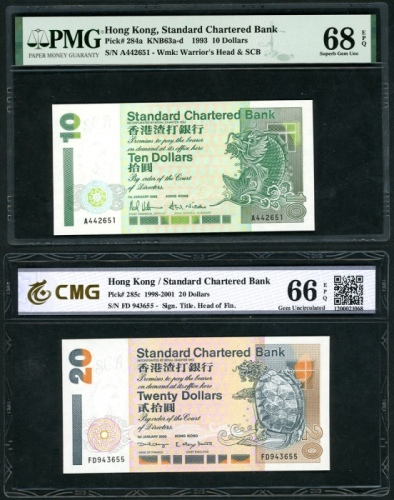 PMG
PAPER MONEY GUARANTY
Hong Kong, Standard Chartered Bank
Pick# 284a KNB63a-d 1993 10 Dollars
S/N A442651 - Wmk: Warrior's Head & SCB
68 EPQ
Superb Gem Unc
10
Standard Chartered Bank
香港渣打銀行
Promises to pay the bearer
on demand at its office here
Ten Dollars
拾圓
By order of the Court
of Directors.
HONG KONG
A442651
A442651
CMG
Hong Kong / Standard Chartered Bank
Pick# 285c 1998-2001 20 Dollars
S/N FD 943655 - Sign. Title. Head of Fin.
66 EPQ
Gem Uncirculated
20
Standard Chartered Bank
香港渣打銀行
Promises to pay the bearer
on demand at its office here
Twenty Dollars
貳拾圓
By order of the Court
of Directors.
HONG KONG
FD943655
FD943655